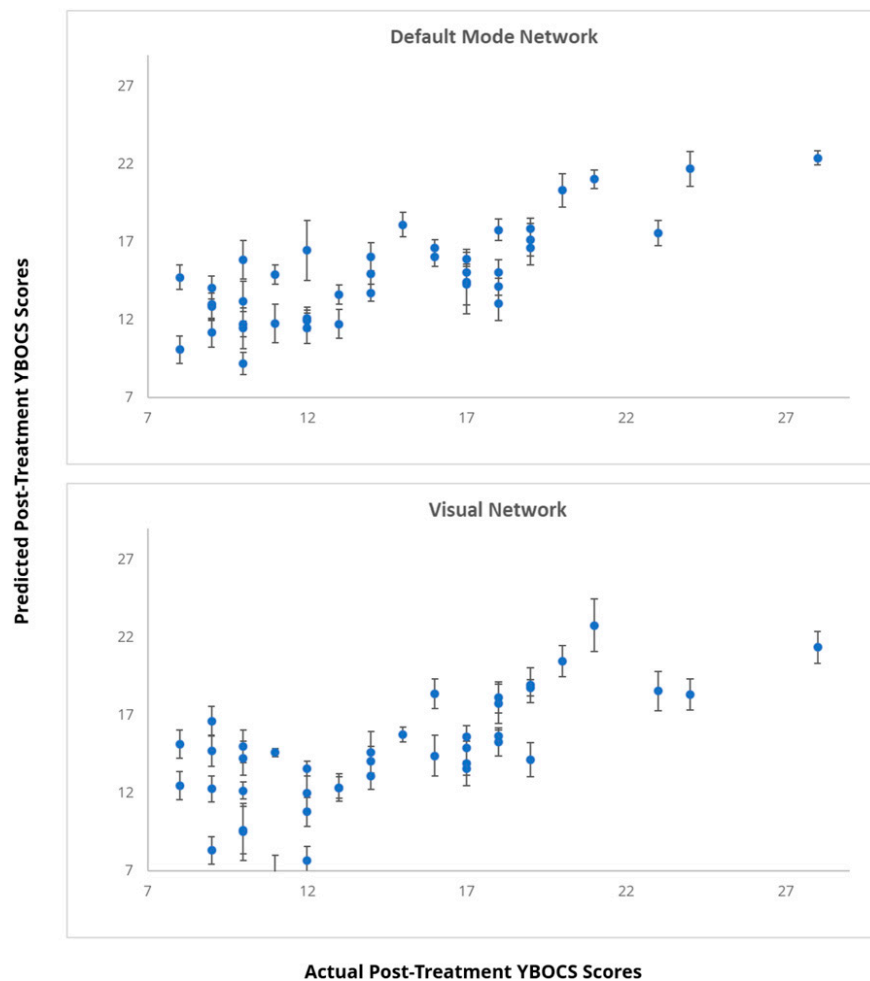 Default Mode Network
27
22
17
12
7
7 12 17 22 27
Predicted Post-Treatment YBOCS Scores
Visual Network
27
22
17
12
7
7 12 17 22 27
Actual Post-Treatment YBOCS Scores